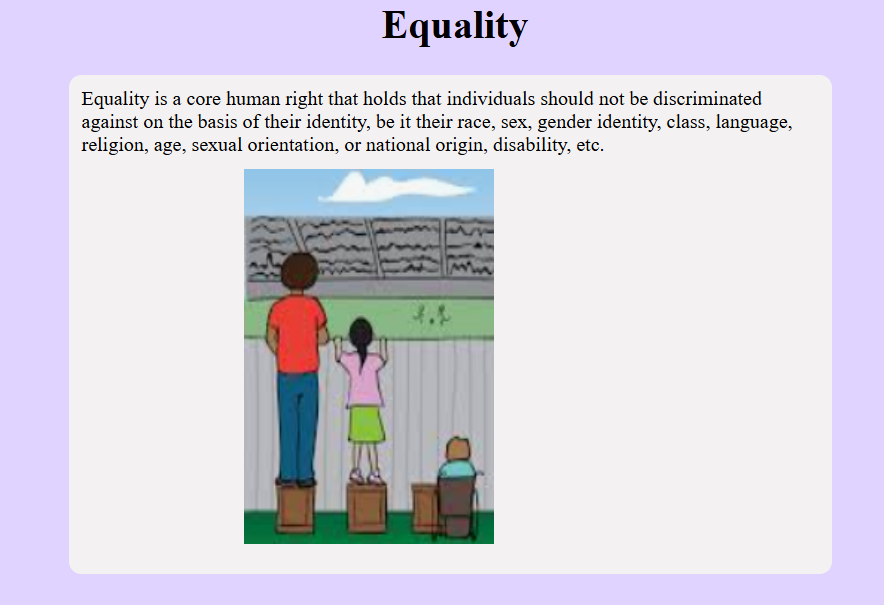 Equality
Equality is a core human right that holds that individuals should not be discriminated
against on the basis of their identity, be it their race, sex, gender identity, class, language,
religion, age, sexual orientation, or national origin, disability, etc.